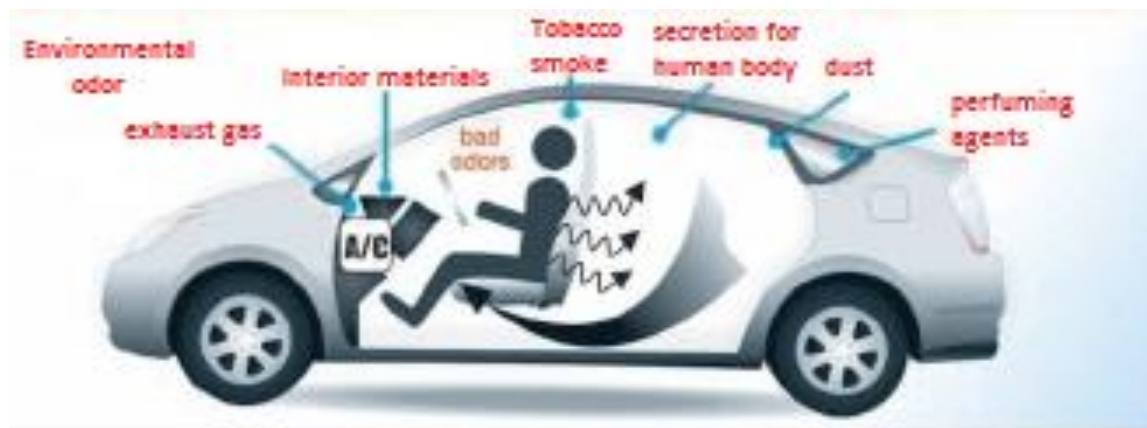 Environmental
odor
exhaust gas
Interior materials
bad
odors
A/C
Tobacco
smoke
secretion for
human body
dust
perfuming
agents